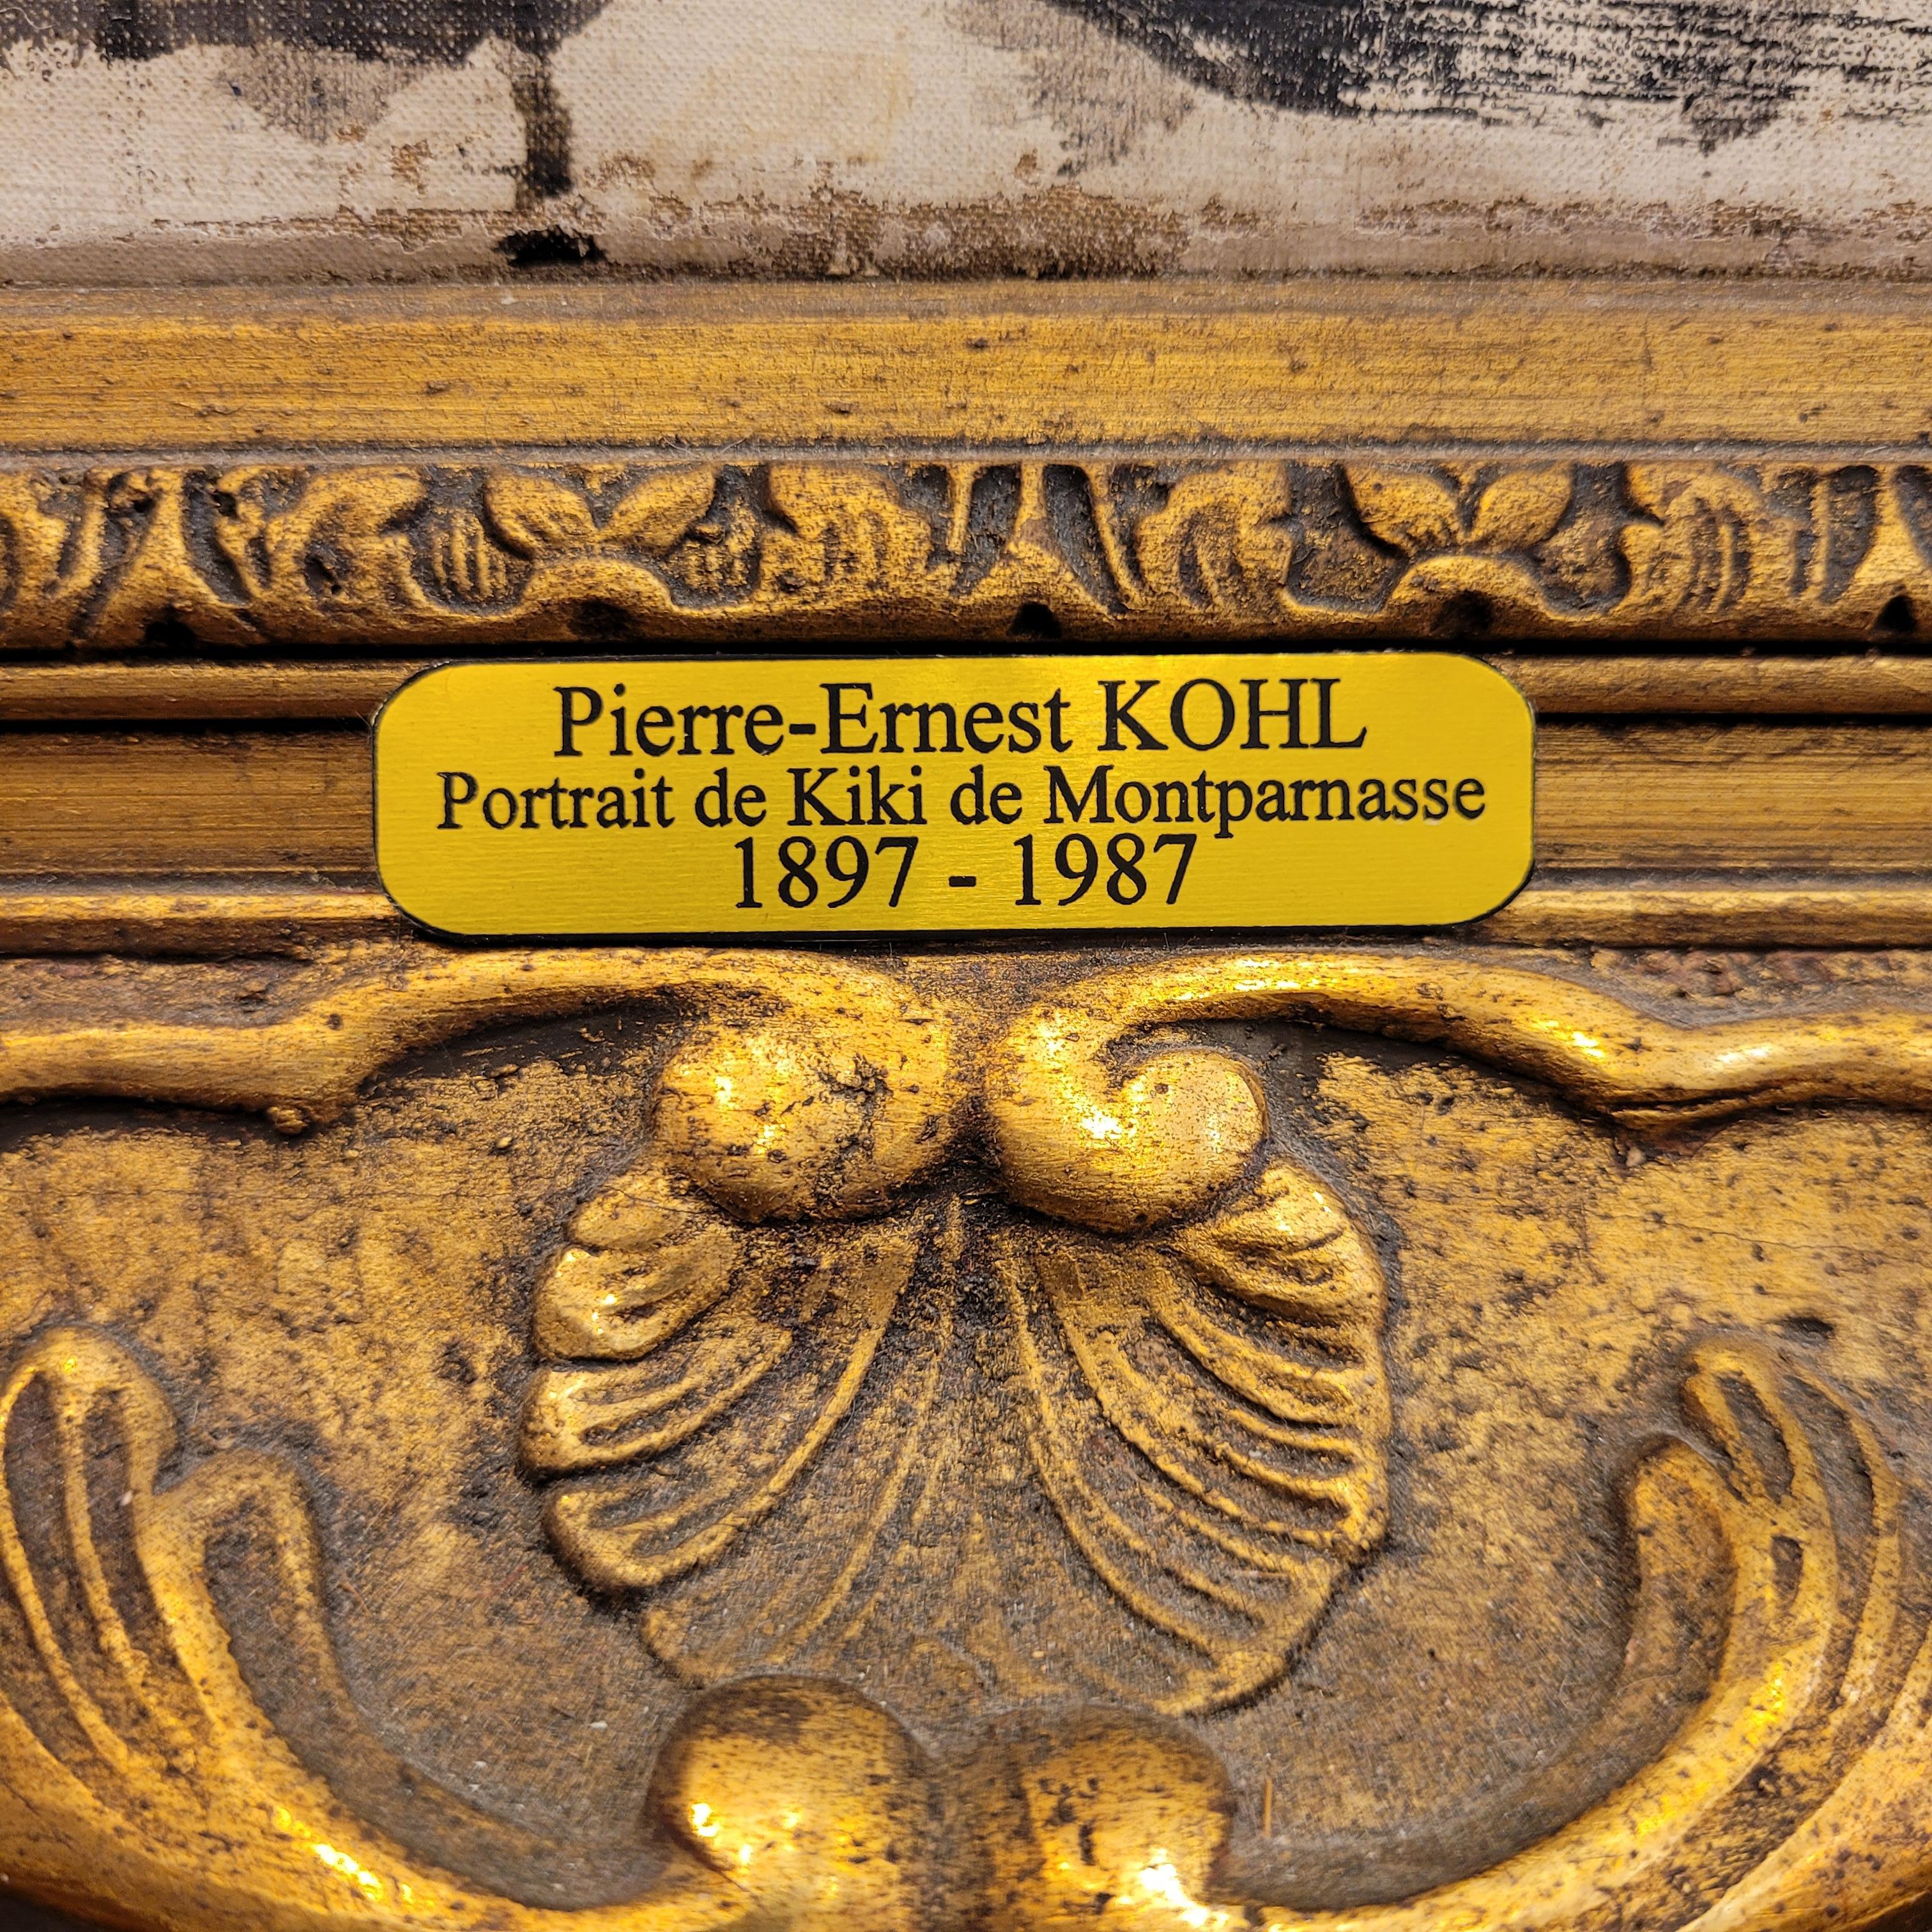 Pierre-Ernest KOHL
Portrait de Kiki de Montparnasse
1897 - 1987